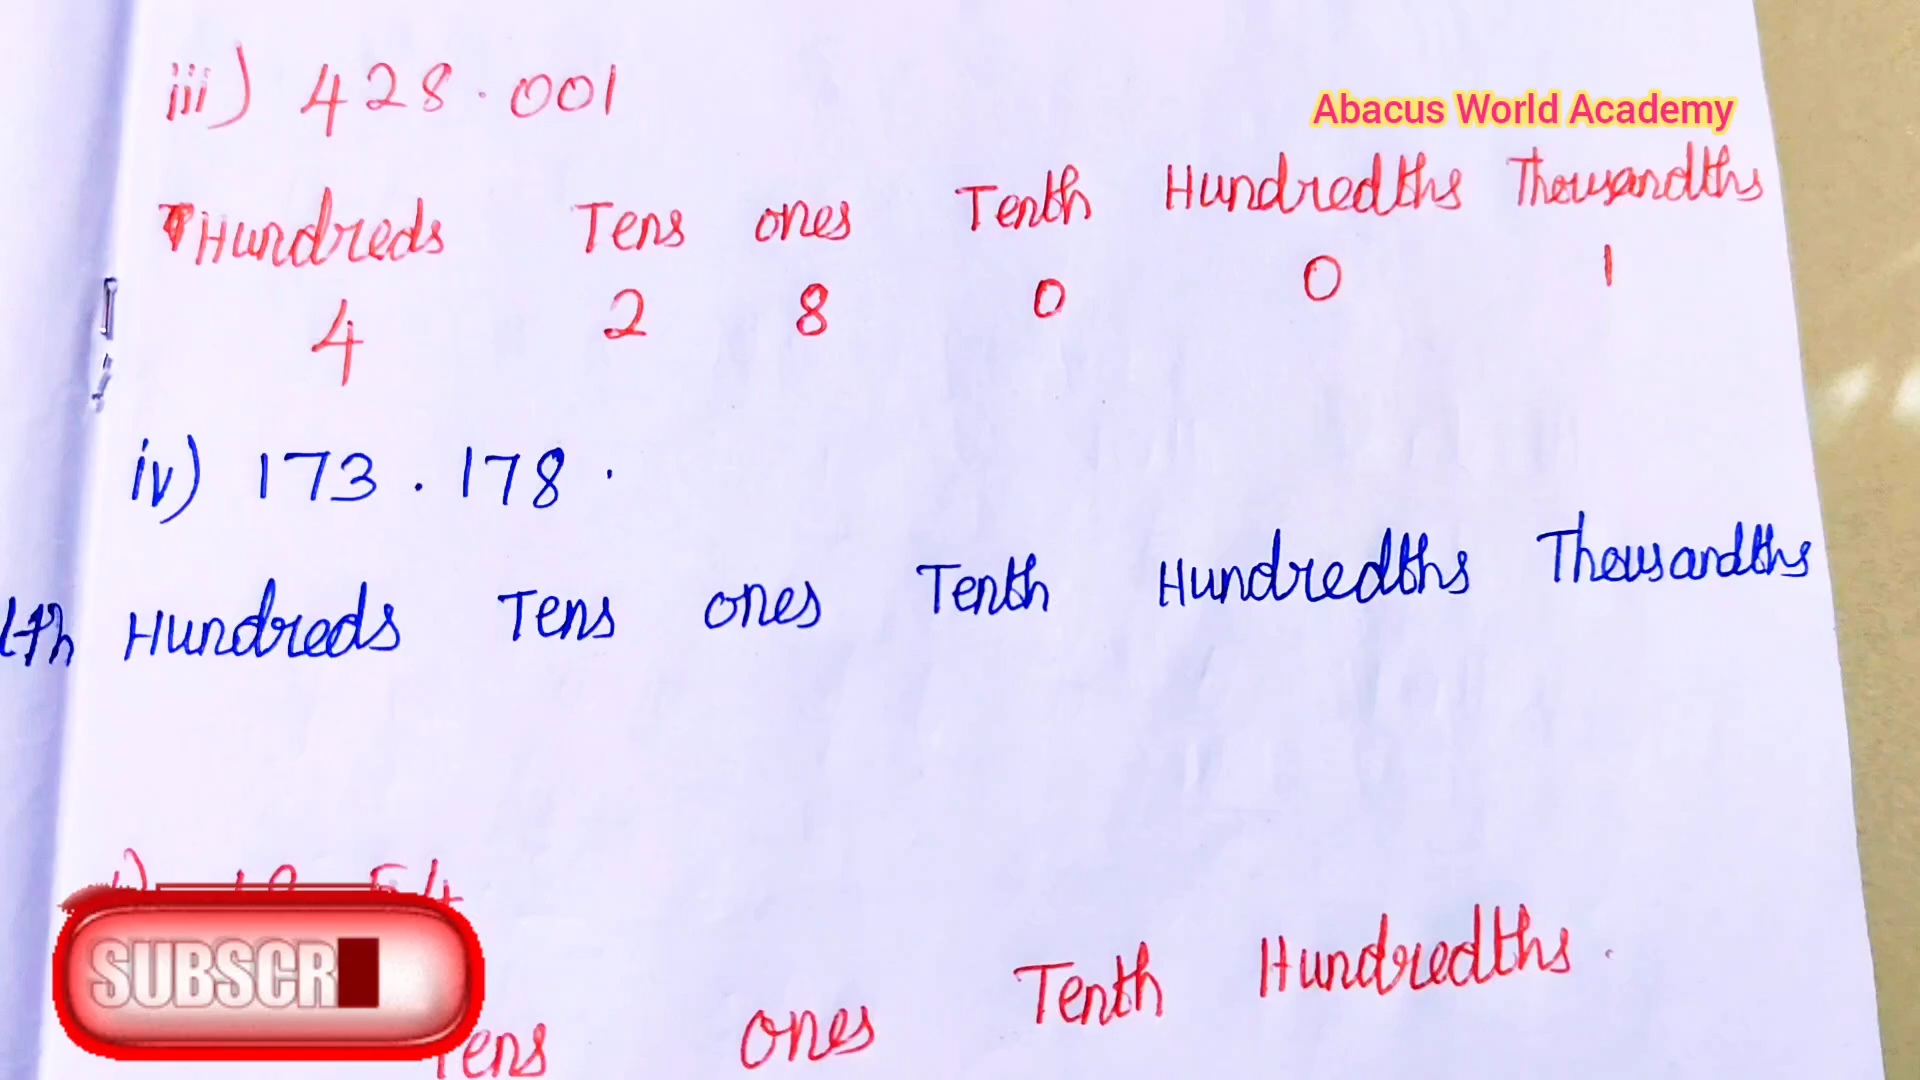 iii) 428.001
Abacus World Academy
Hundreds Tens ones Tenth Hundredths Thousandths
4 2 8 0 0 1
iv) 173.178.
Hundreds Tens ones Tenth Hundredths Thousandths
SUBSCR
Tens ones Tenth Hundredths.